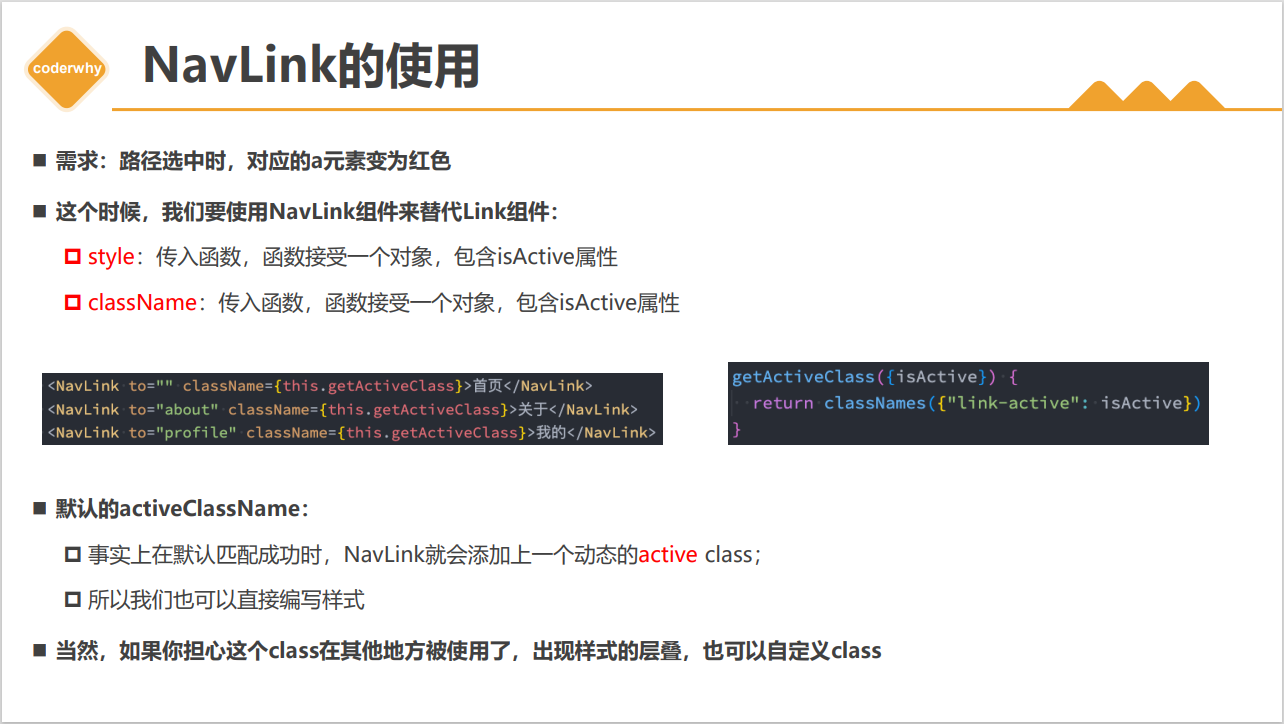 coderwhy
NavLink的使用
需求：路径选中时，对应的a元素变为红色
这个时候，我们要使用NavLink组件来替代Link组件：
style：传入函数，函数接受一个对象，包含isActive属性
className：传入函数，函数接受一个对象，包含isActive属性
<NavLink to="" className={this.getActiveClass}>首页</NavLink>
<NavLink to="about" className={this.getActiveClass}>关于</NavLink>
<NavLink to="profile" className={this.getActiveClass}>我的</NavLink>
getActiveClass({isActive}) {
  return classNames({"link-active": isActive})
}
默认的activeClassName：
事实上在默认匹配成功时，NavLink就会添加上一个动态的active class；
所以我们也可以直接编写样式
当然，如果你担心这个class在其他地方被使用了，出现样式的层叠，也可以自定义class